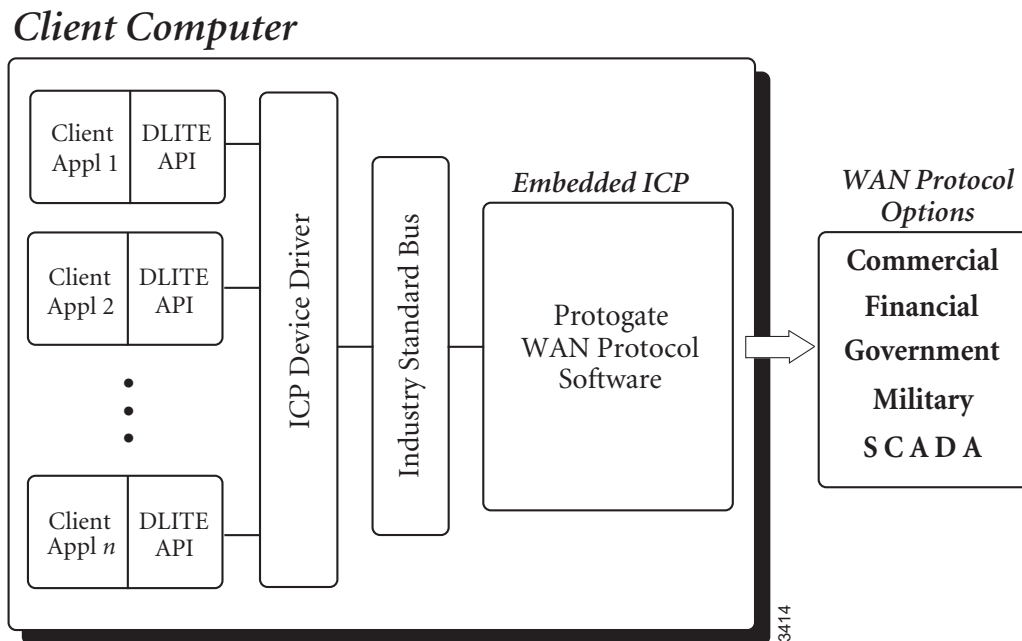 Client Computer
Client
Appl 1
DLITE
API
Client
Appl 2
DLITE
API
Client
Appl n
DLITE
API
ICP Device Driver
Industry Standard Bus
Embedded ICP
Protogate
WAN Protocol
Software
WAN Protocol
Options
Commercial
Financial
Government
Military
S C A D A
3414